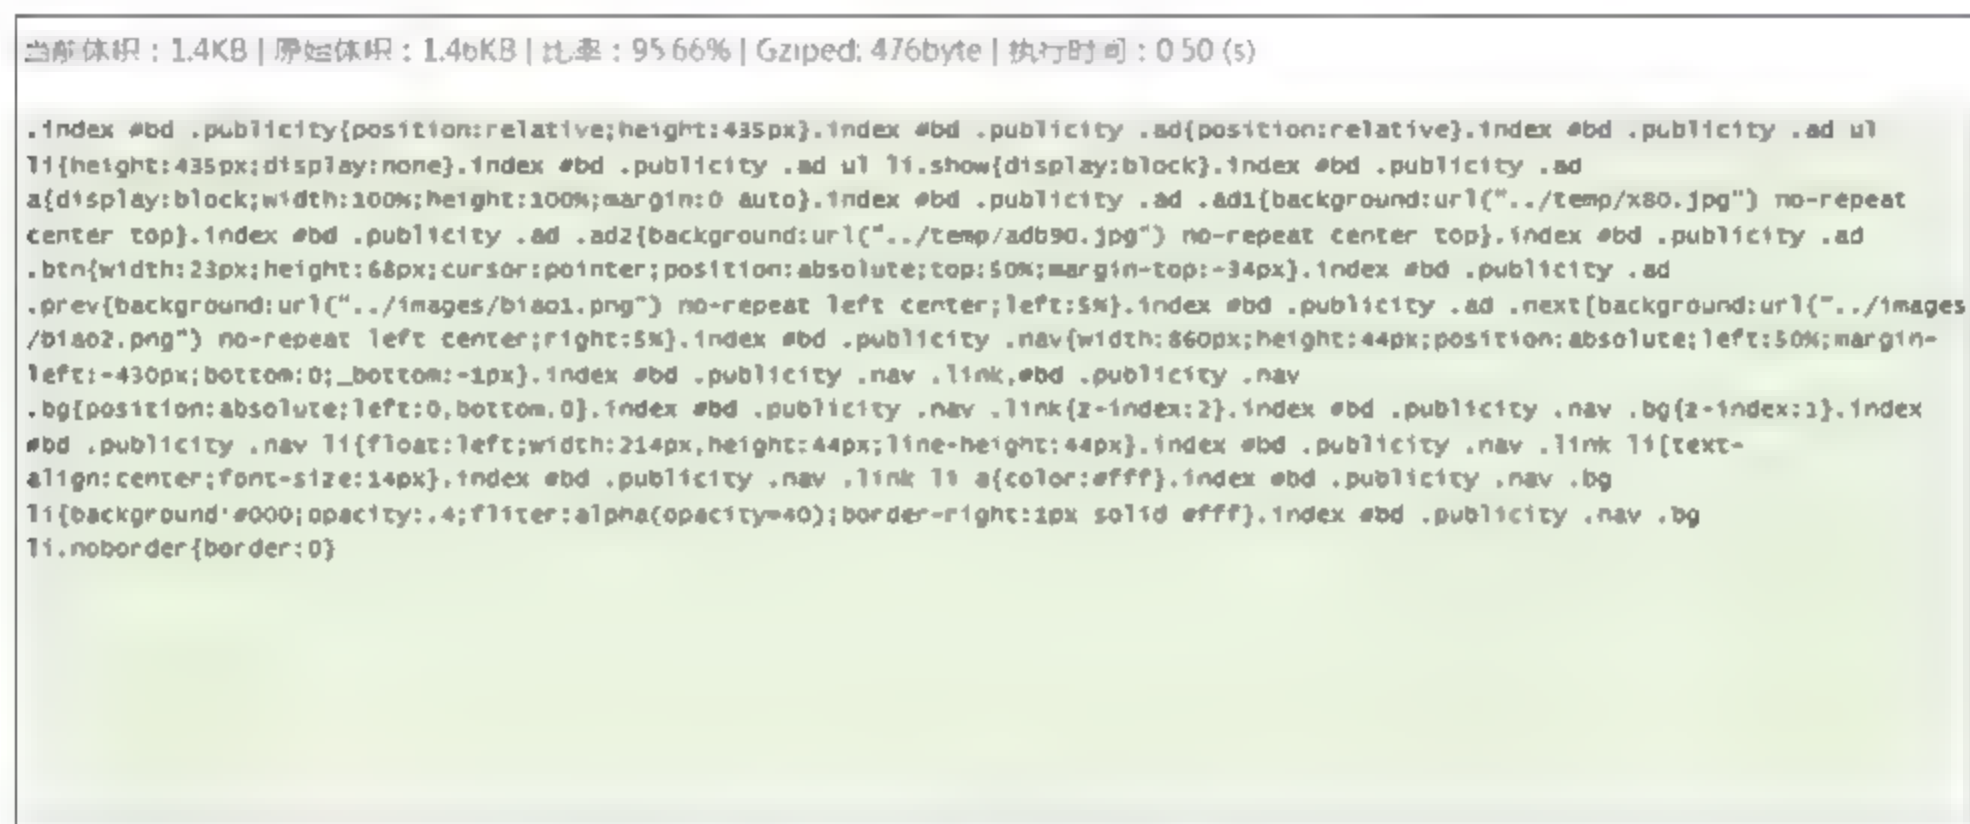 当前体积：1.4KB | 原始体积：1.46KB | 比率：95.66% | Gziped: 476byte | 执行时间：0.50 (s)
.index #bd .publicity{position:relative;height:435px}.index #bd .publicity .ad{position:relative}.index #bd .publicity .ad ul
li{height:435px;display:none}.index #bd .publicity .ad ul li.show{display:block}.index #bd .publicity .ad
a{display:block;width:100%;height:100%;margin:0 auto}.index #bd .publicity .ad .ad1{background:url("../temp/x80.jpg") no-repeat
center top}.index #bd .publicity .ad .ad2{background:url("../temp/adb90.jpg") no-repeat center top}.index #bd .publicity .ad
.btn{width:23px;height:68px;cursor:pointer;position:absolute;top:50%;margin-top:-34px}.index #bd .publicity .ad
.prev{background:url("../images/biao1.png") no-repeat left center;left:5%}.index #bd .publicity .ad .next{background:url("../images
/biao2.png") no-repeat left center;right:5%}.index #bd .publicity .nav{width:860px;height:44px;position:absolute;left:50%;margin-
left:-430px;bottom:0;_bottom:-1px}.index #bd .publicity .nav .link,#bd .publicity .nav
.bg{position:absolute;left:0;bottom:0}.index #bd .publicity .nav .link{z-index:2}.index #bd .publicity .nav .bg{z-index:1}.index
#bd .publicity .nav li{float:left;width:214px;height:44px;line-height:44px}.index #bd .publicity .nav .link li{text-
align:center;font-size:14px}.index #bd .publicity .nav .link li a{color:#fff}.index #bd .publicity .nav .bg
li{background:#000;opacity:.4;fliter:alpha(opacity=40);border-right:1px solid #fff}.index #bd .publicity .nav .bg
li.noborder{border:0}